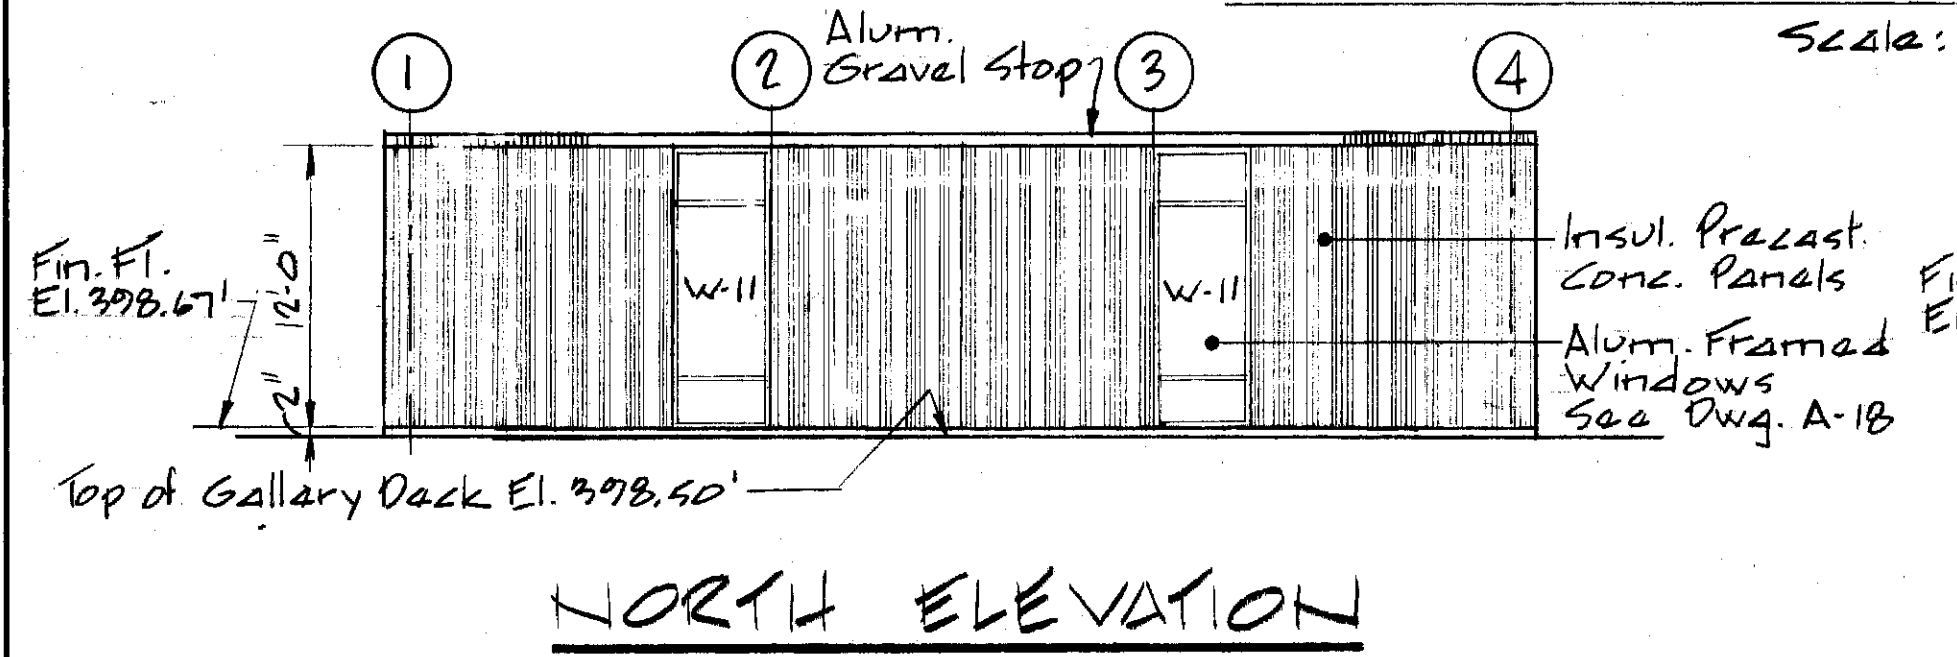 Scale:
1
2
Alum.
Gravel Stop
3
4
Fin. Fl.
El. 398.67'
12'-0"
2"
W-11
W-11
Insul. Precast.
Conc. Panels
Alum. Framed
Windows
See Dwg. A-18
Top of Gallery Deck El. 398.50'
NORTH ELEVATION